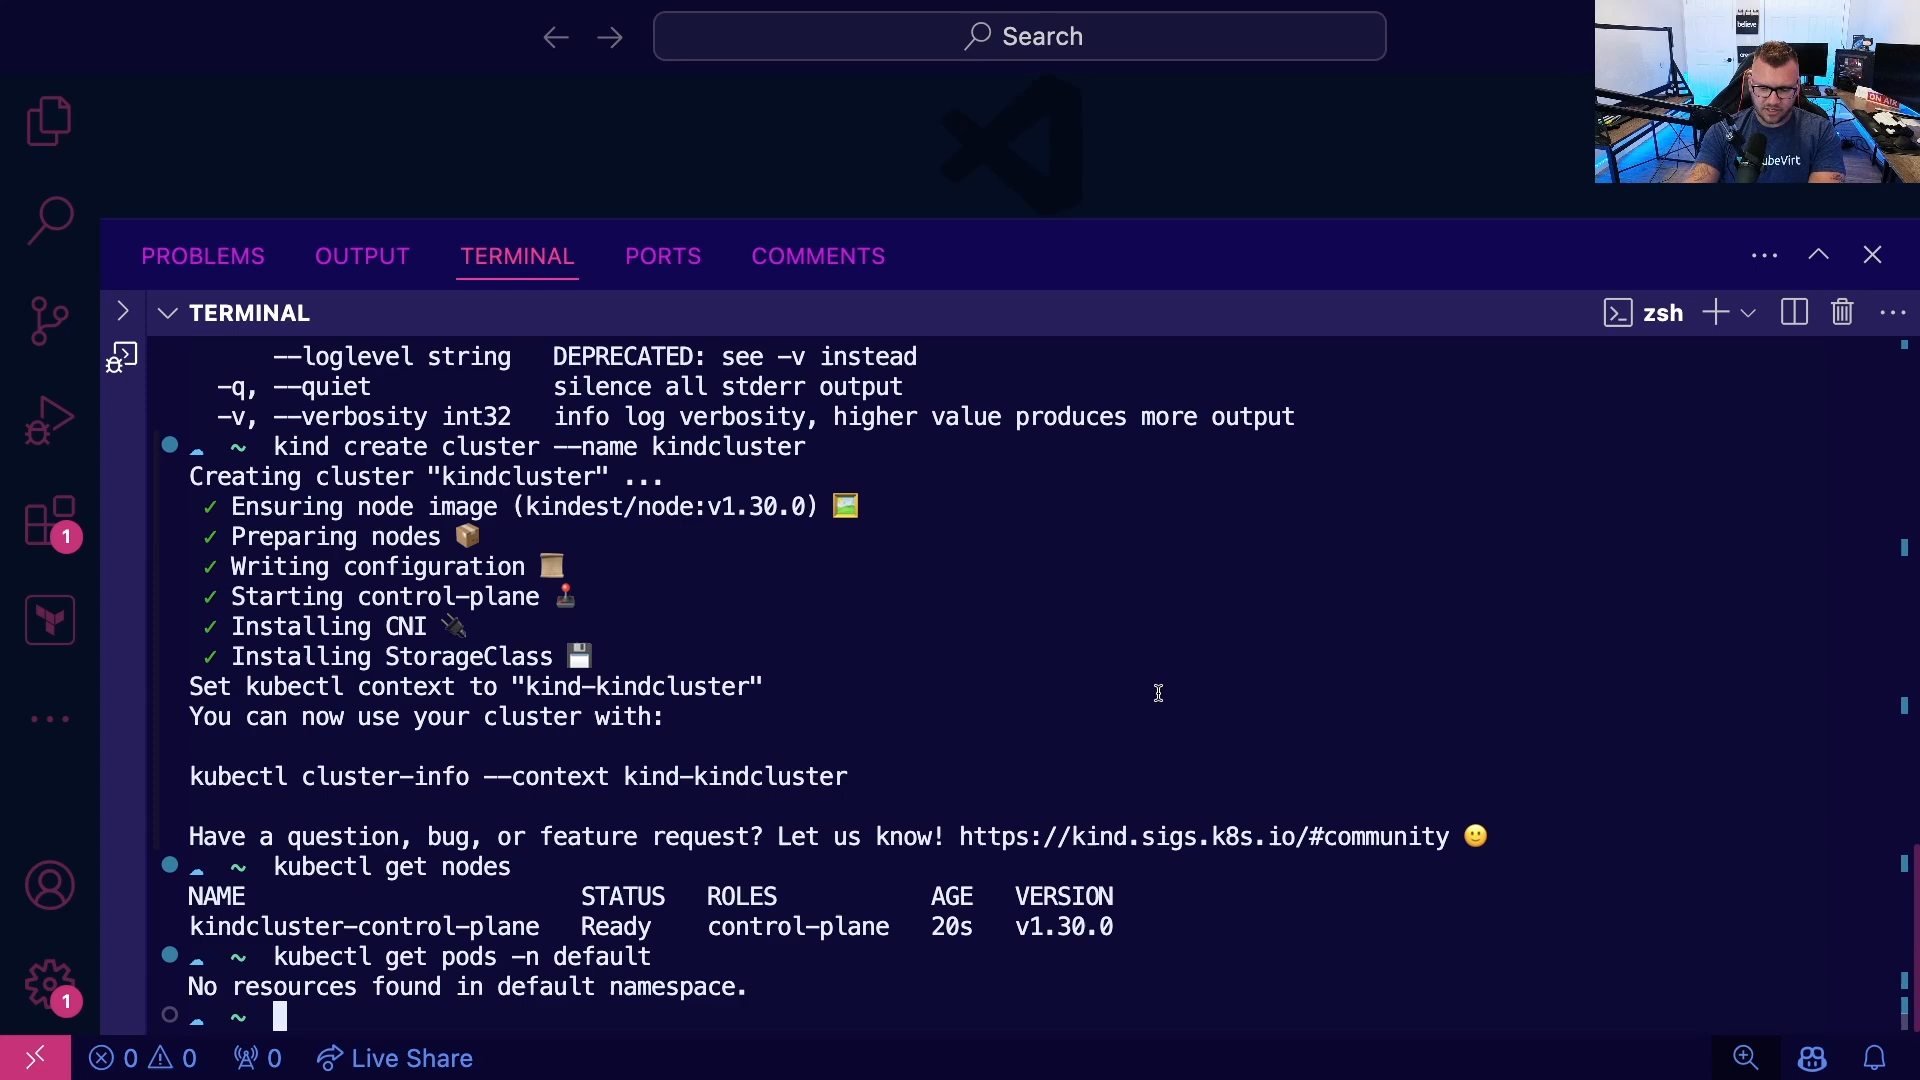 Search
believe
ON AIR
ubeVirt
PROBLEMS OUTPUT TERMINAL PORTS COMMENTS
TERMINAL
zsh
--loglevel string   DEPRECATED: see -v instead
-q, --quiet             silence all stderr output
-v, --verbosity int32   info log verbosity, higher value produces more output
~ kind create cluster --name kindcluster
Creating cluster "kindcluster" ...
✓ Ensuring node image (kindest/node:v1.30.0) 🖼
✓ Preparing nodes 📦
✓ Writing configuration 📜
✓ Starting control-plane 🕹️
✓ Installing CNI 🔌
✓ Installing StorageClass 💾
Set kubectl context to "kind-kindcluster"
You can now use your cluster with:
kubectl cluster-info --context kind-kindcluster
Have a question, bug, or feature request? Let us know! https://kind.sigs.k8s.io/#community 🙂
~ kubectl get nodes
NAME                        STATUS   ROLES           AGE   VERSION
kindcluster-control-plane   Ready    control-plane   20s   v1.30.0
~ kubectl get pods -n default
No resources found in default namespace.
~
1
1
0 0 0 Live Share